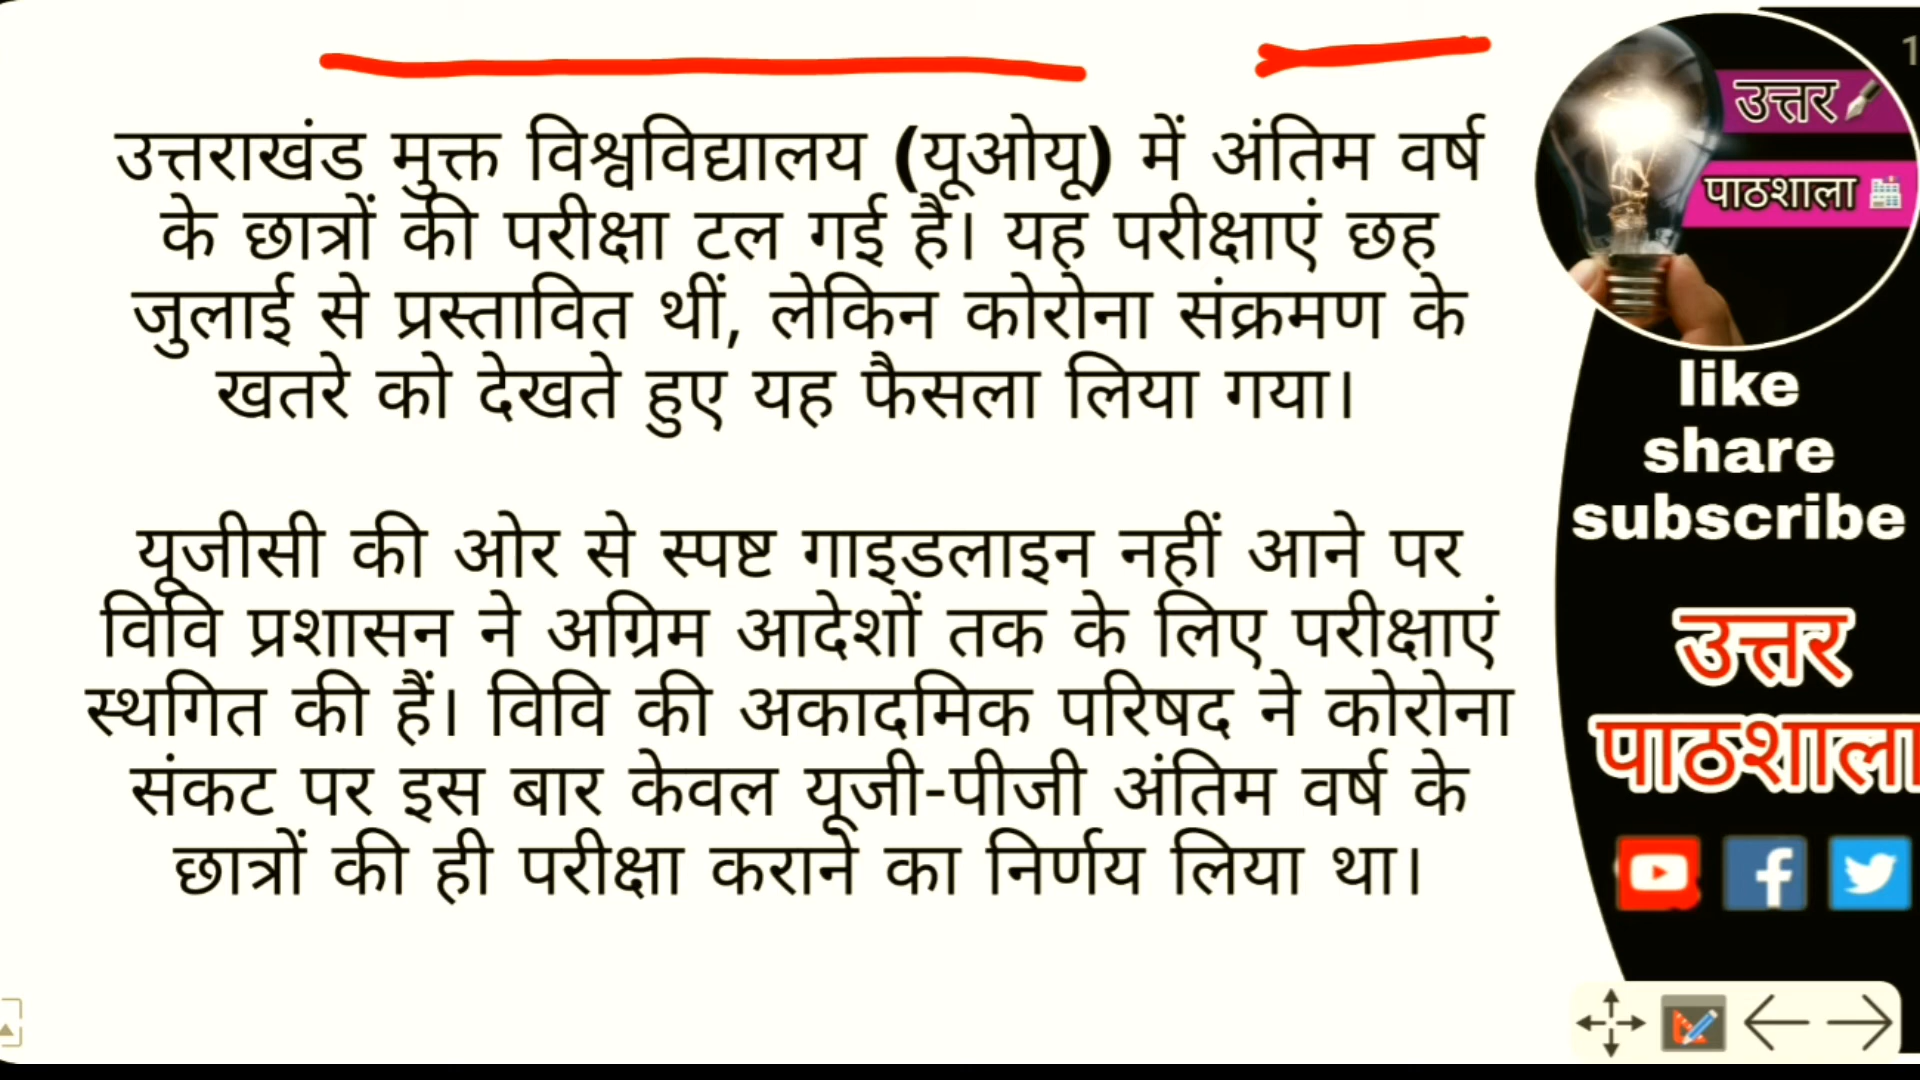 उत्तराखंड मुक्त विश्वविद्यालय (यूओयू) में अंतिम वर्ष
के छात्रों की परीक्षा टल गई है। यह परीक्षाएं छह
जुलाई से प्रस्तावित थीं, लेकिन कोरोना संक्रमण के
खतरे को देखते हुए यह फैसला लिया गया।
यूजीसी की ओर से स्पष्ट गाइडलाइन नहीं आने पर
विवि प्रशासन ने अग्रिम आदेशों तक के लिए परीक्षाएं
स्थगित की हैं। विवि की अकादमिक परिषद ने कोरोना
संकट पर इस बार केवल यूजी-पीजी अंतिम वर्ष के
छात्रों की ही परीक्षा कराने का निर्णय लिया था।
1
उत्तर
पाठशाला
like
share
subscribe
उत्तर
पाठशाला